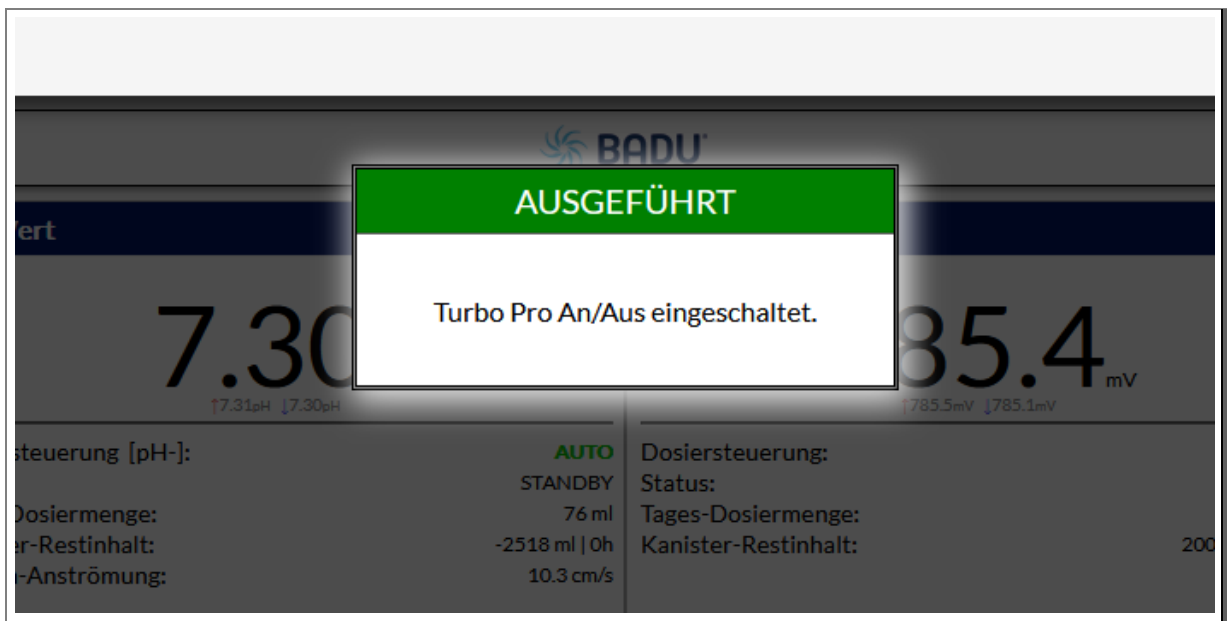 BADU
AUSGEFÜHRT
ert
Turbo Pro An/Aus eingeschaltet.
7.30
↑7.31pH ↓7.30pH
85.4 mV
↑785.5mV ↓785.1mV
steuerung [pH-]: AUTO
STANDBY
Dosiermenge: 76 ml
er-Restinhalt: -2518 ml | 0h
-Anströmung: 10.3 cm/s
Dosiersteuerung:
Status:
Tages-Dosiermenge:
Kanister-Restinhalt: 200